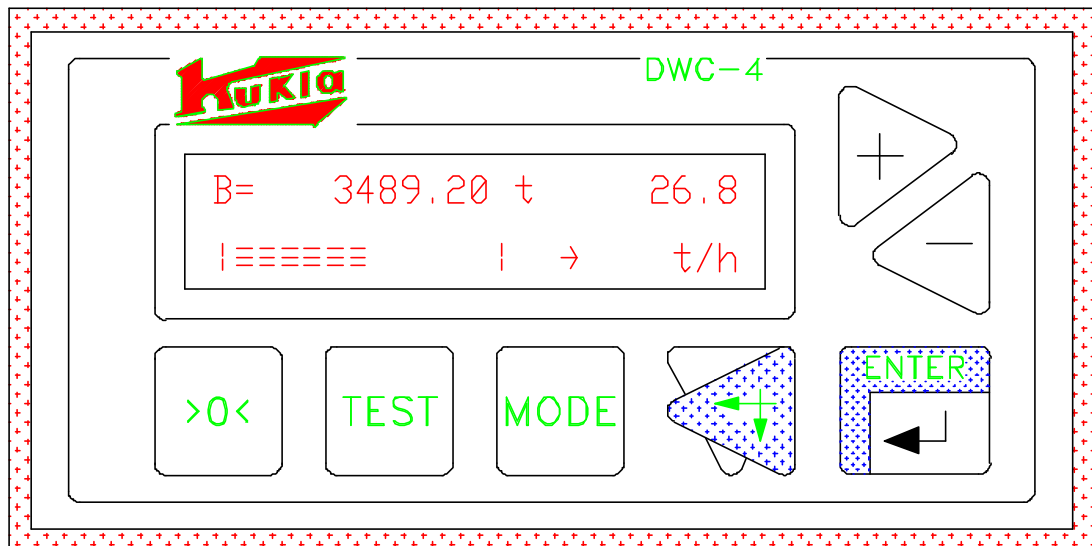 Kukla
DWC-4
B= 3489.20 t 26.8
|≡≡≡≡≡≡ | → t/h
+
−
>0<
TEST
MODE
ENTER